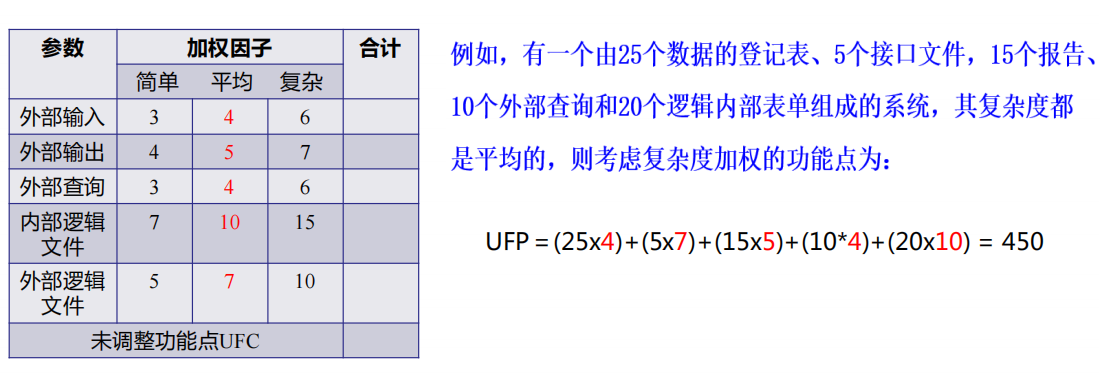 参数 加权因子 合计
简单 平均 复杂
外部输入 3 4 6
外部输出 4 5 7
外部查询 3 4 6
内部逻辑 7 10 15
文件
外部逻辑 5 7 10
文件
未调整功能点UFC
例如，有一个由25个数据的登记表、5个接口文件，15个报告、
10个外部查询和20个逻辑内部表单组成的系统，其复杂度都
是平均的，则考虑复杂度加权的功能点为：
UFP = (25x4)+(5x7)+(15x5)+(10*4)+(20x10) = 450